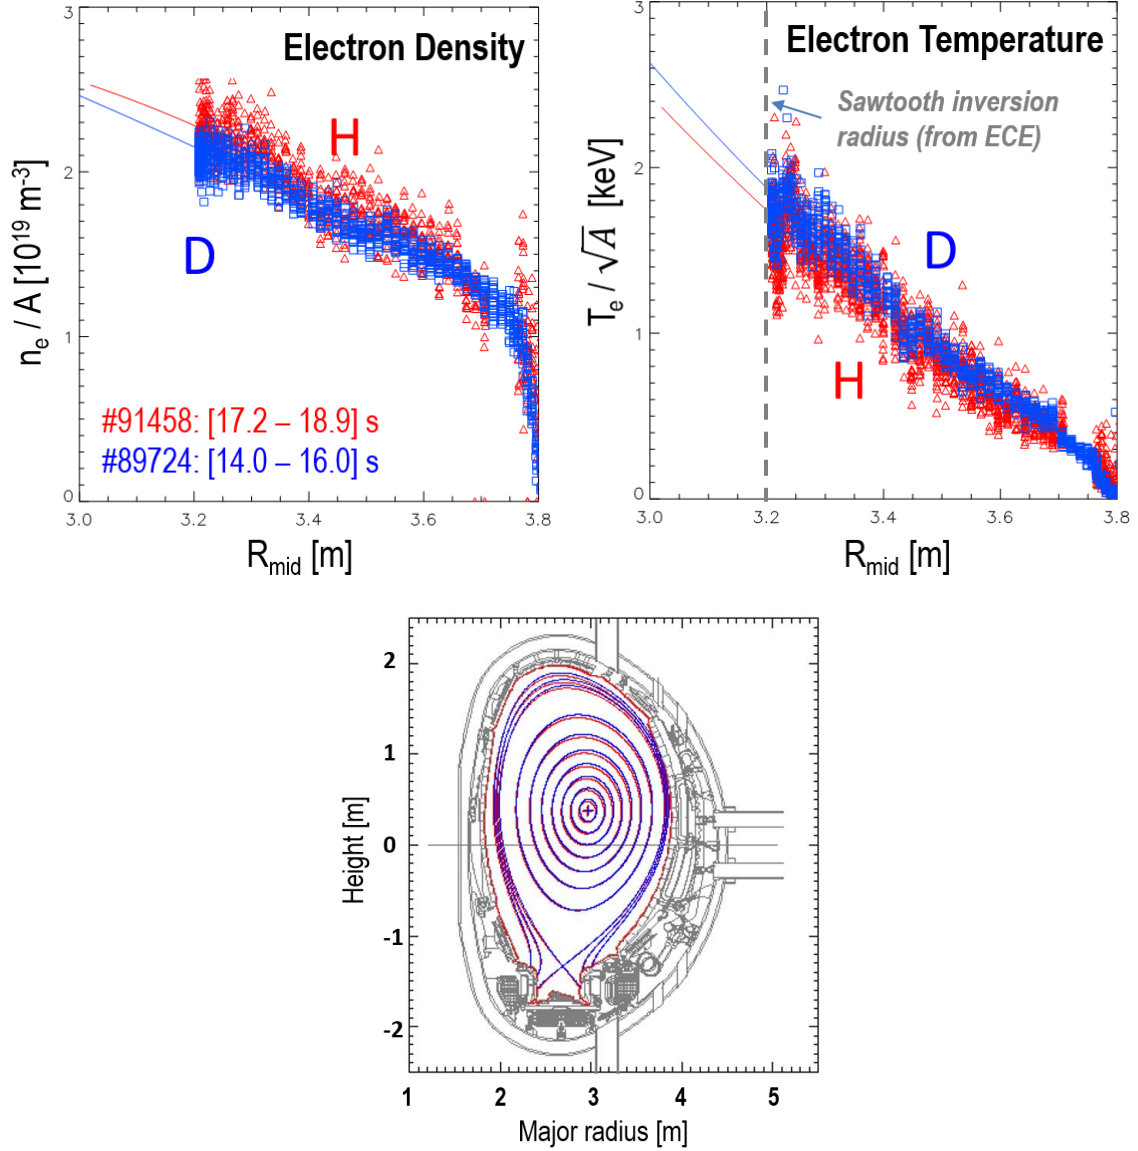 Electron Density
3
2
1
0
3.0 3.2 3.4 3.6 3.8
n_e / A [10^19 m^-3]
R_mid [m]
H
D
#91458: [17.2 – 18.9] s
#89724: [14.0 – 16.0] s
Electron Temperature
Sawtooth inversion
radius (from ECE)
3
2
1
0
3.0 3.2 3.4 3.6 3.8
T_e / √A [keV]
R_mid [m]
D
H
2
1
0
-1
-2
Height [m]
1 2 3 4 5
Major radius [m]